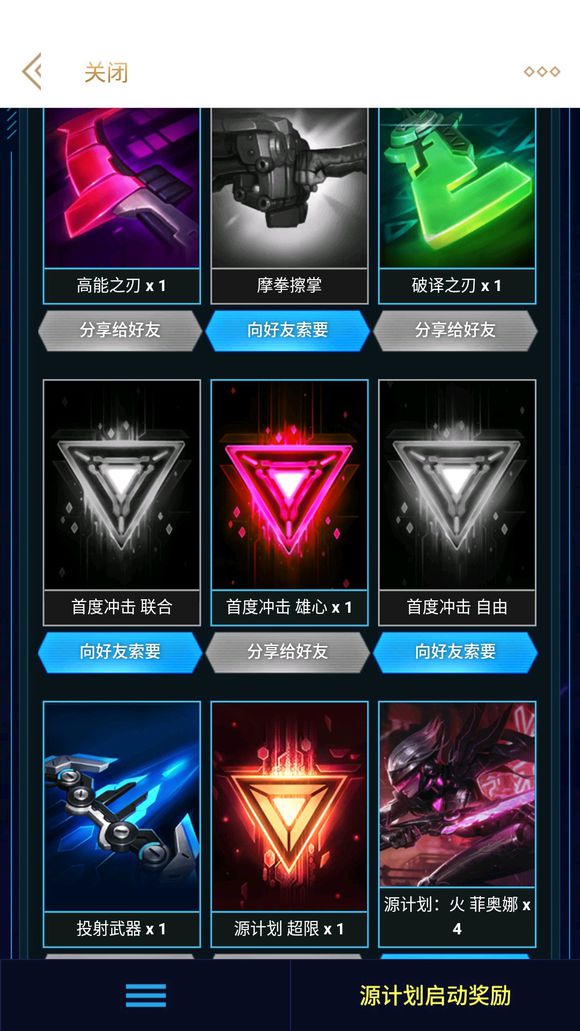 关闭
高能之刃 x 1
摩拳擦掌
破译之刃 x 1
分享给好友
向好友索要
分享给好友
首度冲击 联合
首度冲击 雄心 x 1
首度冲击 自由
向好友索要
分享给好友
向好友索要
投射武器 x 1
源计划 超限 x 1
源计划：火 菲奥娜 x
4
源计划启动奖励